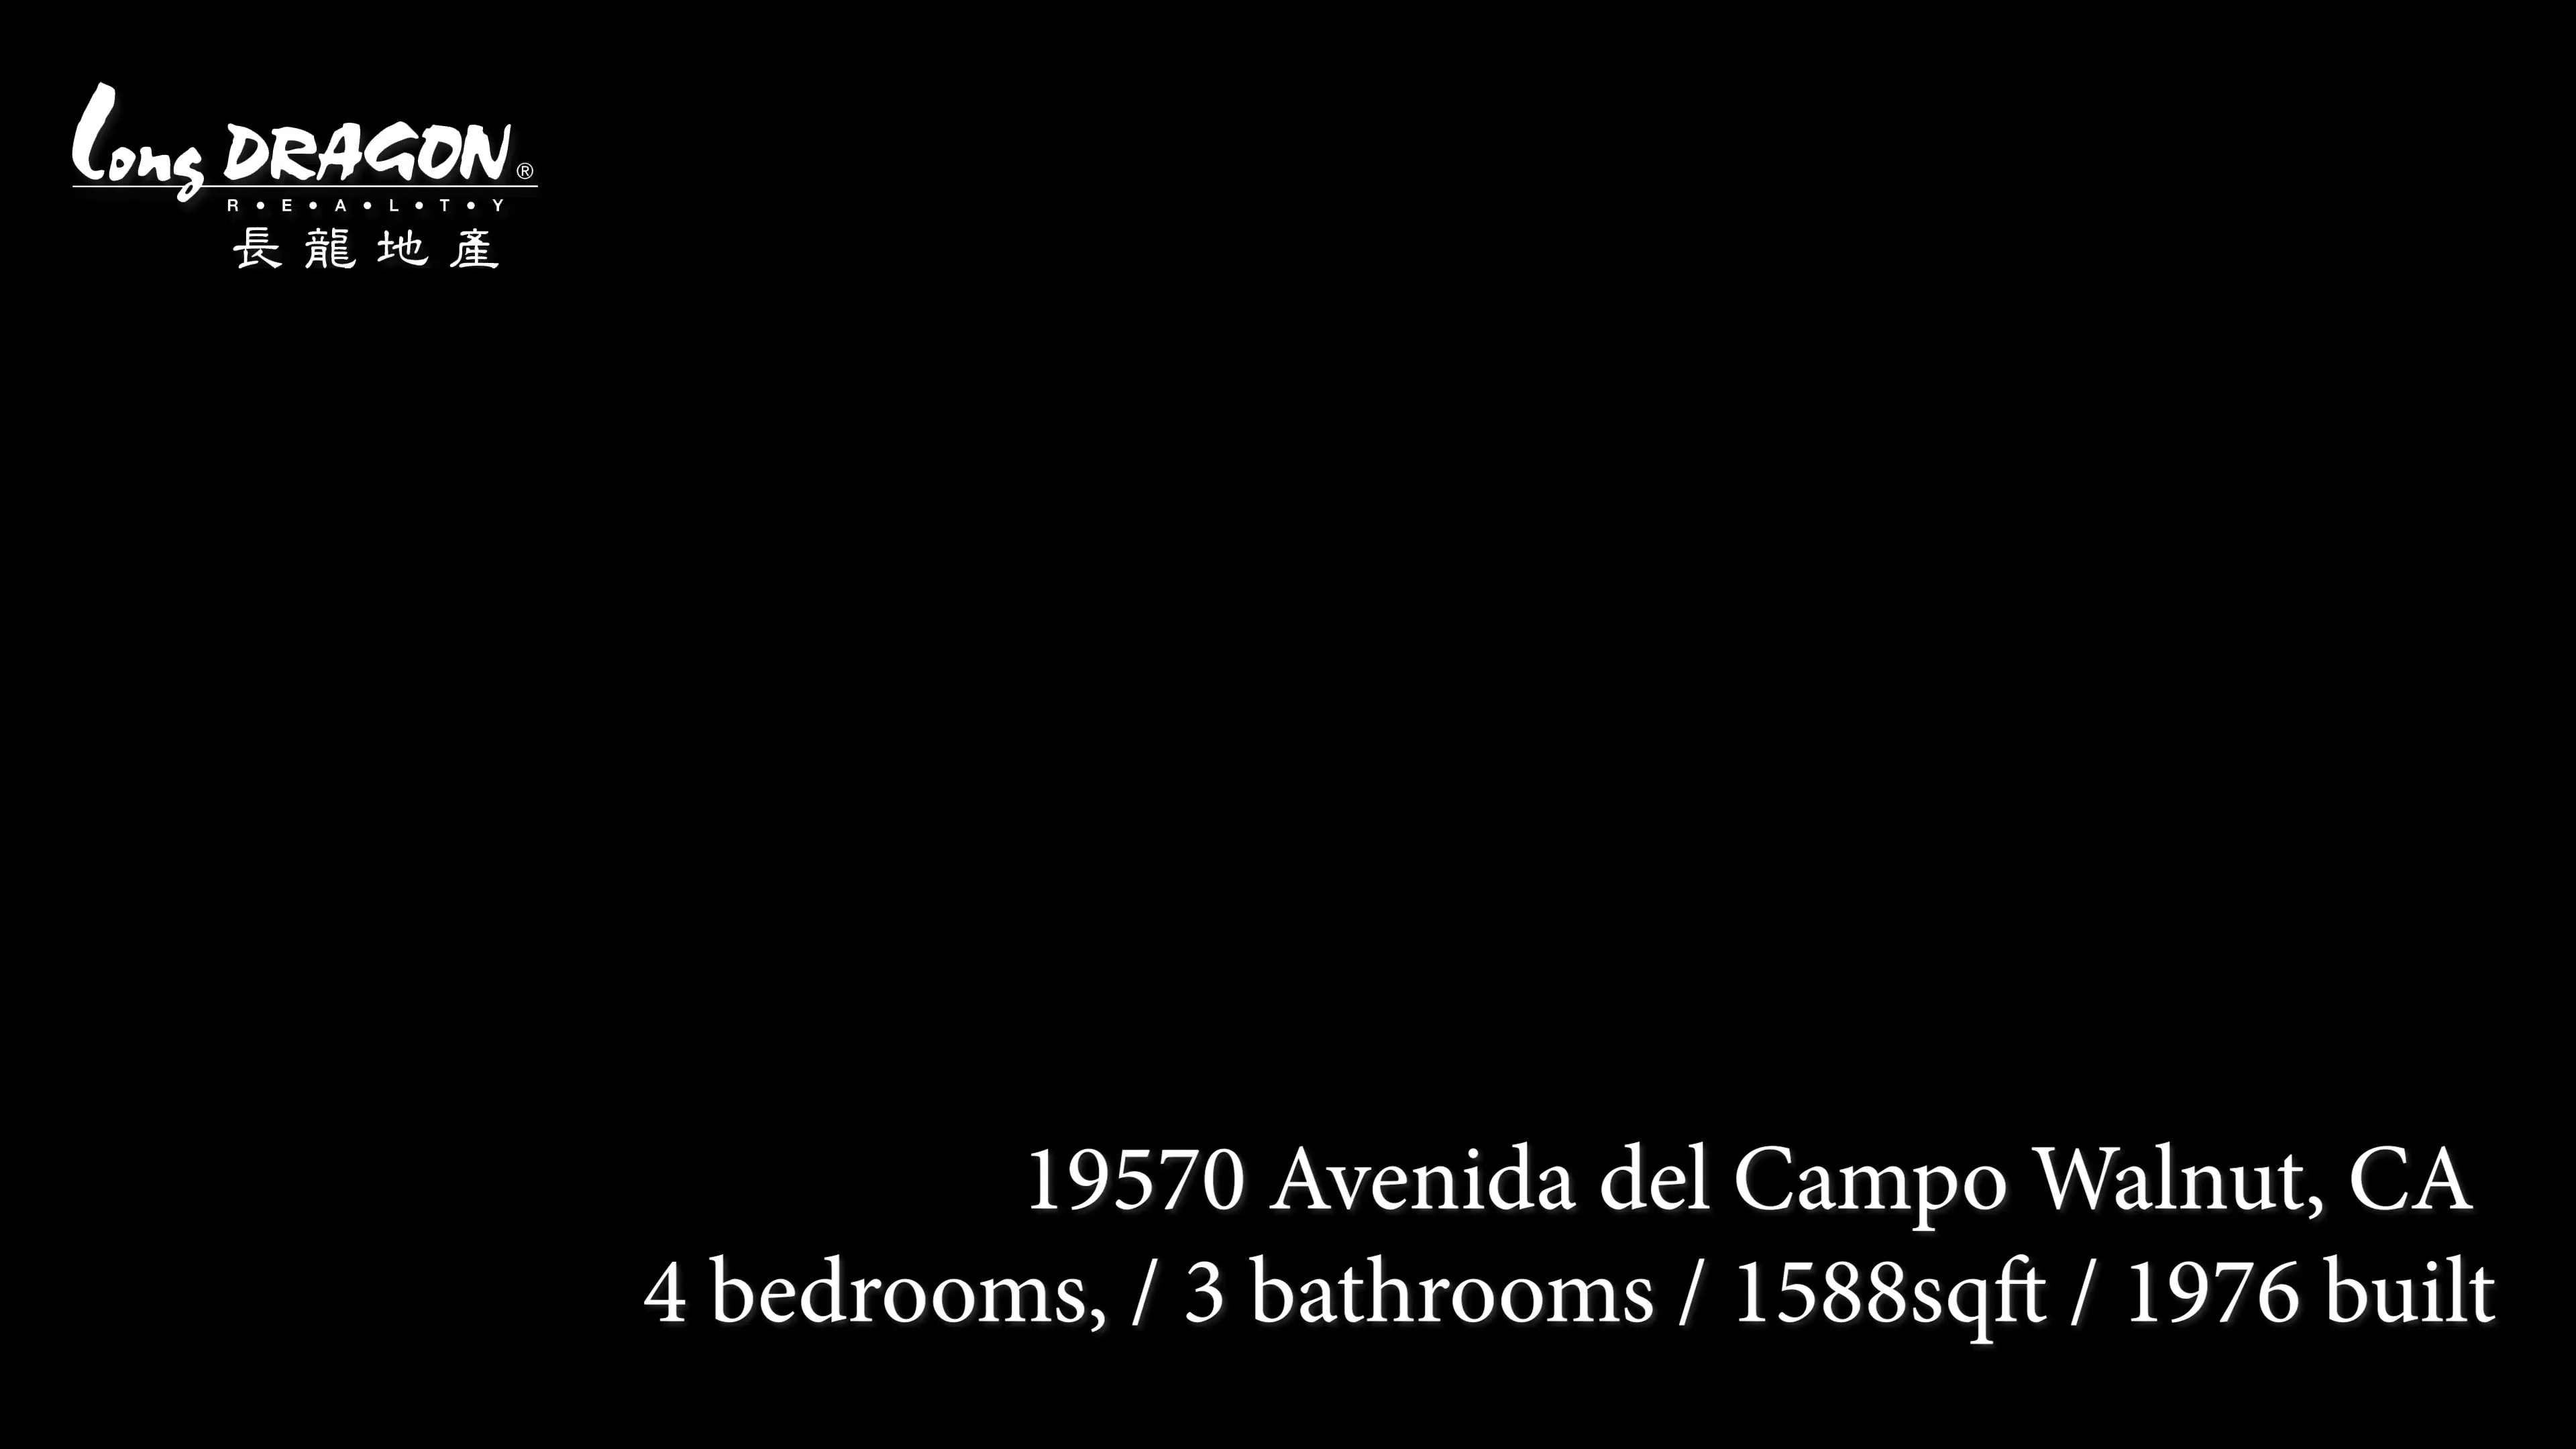 Long DRAGON®
R•E•A•L•T•Y
長龍地產
19570 Avenida del Campo Walnut, CA
4 bedrooms, / 3 bathrooms / 1588sqft / 1976 built